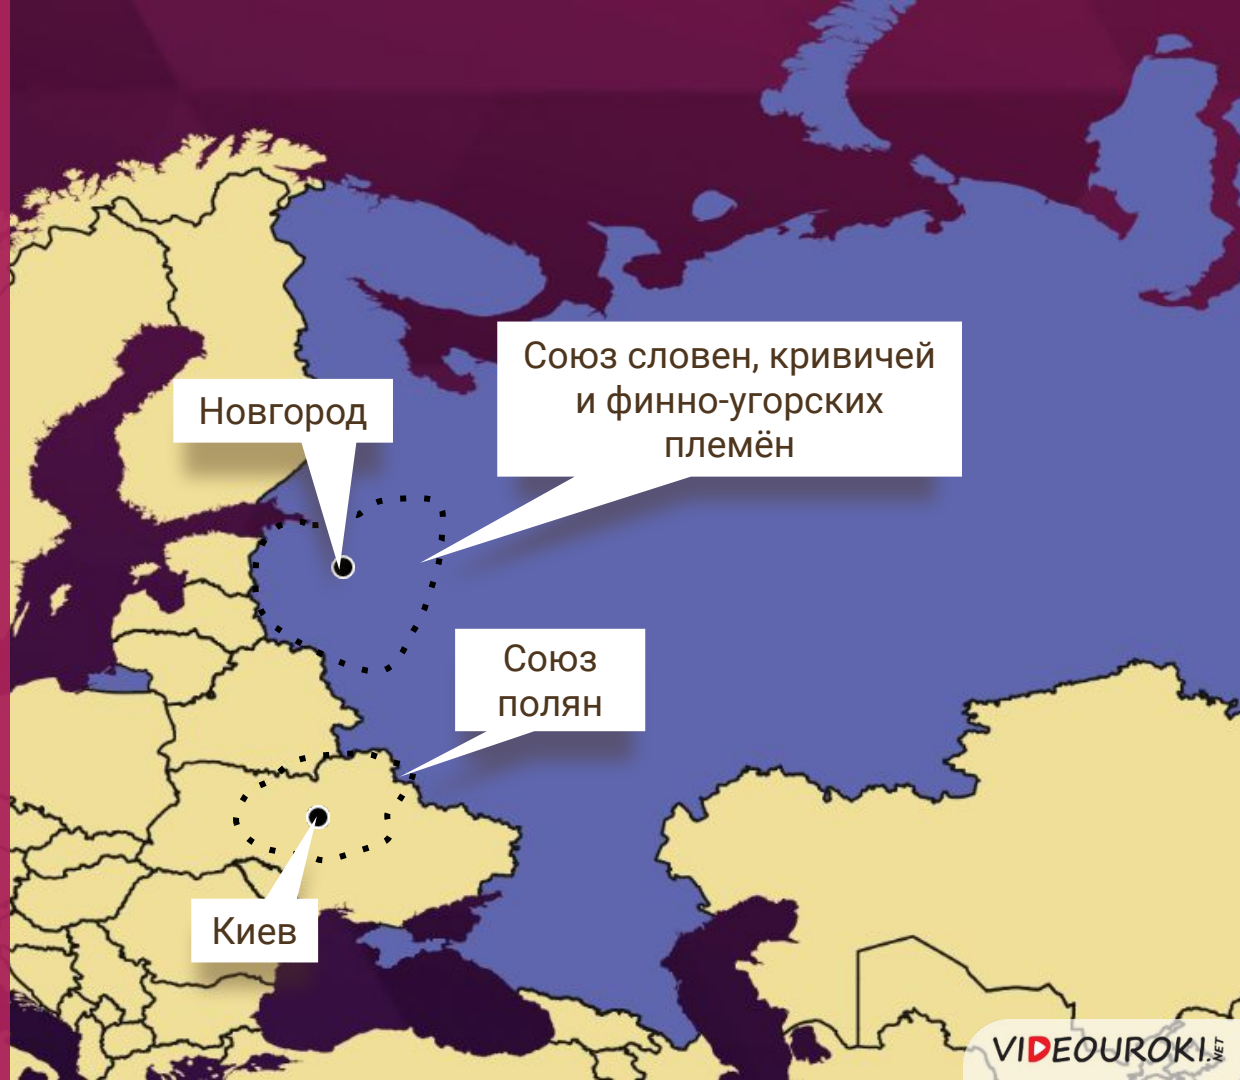 Союз словен, кривичей
и финно-угорских
племён
Новгород
Союз
полян
Киев
VIDEOUROKI.NET